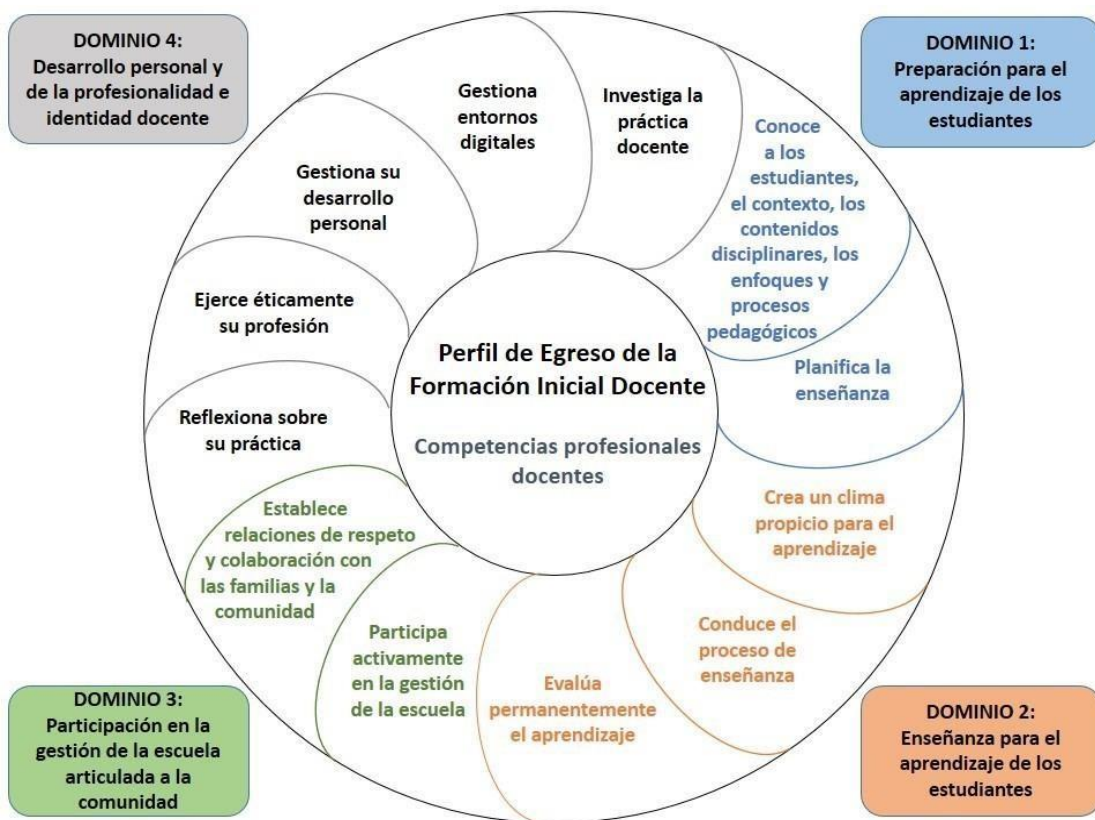 DOMINIO 4:
Desarrollo personal y
de la profesionalidad e
identidad docente
DOMINIO 1:
Preparación para el
aprendizaje de los
estudiantes
Perfil de Egreso de la
Formación Inicial Docente
Competencias profesionales
docentes
Conoce
a los
estudiantes,
el contexto, los
contenidos
disciplinares, los
enfoques y
procesos
pedagógicos
Planifica la
enseñanza
Crea un clima
propicio para el
aprendizaje
Conduce el
proceso de
enseñanza
Evalúa
permanentemente
el aprendizaje
Participa
activamente
en la gestión
de la escuela
Establece
relaciones de respeto
y colaboración con
las familias y la
comunidad
Reflexiona sobre
su práctica
Ejerce éticamente
su profesión
Gestiona su
desarrollo
personal
Gestiona
entornos
digitales
Investiga la
práctica
docente
DOMINIO 3:
Participación en la
gestión de la escuela
articulada a la
comunidad
DOMINIO 2:
Enseñanza para el
aprendizaje de los
estudiantes